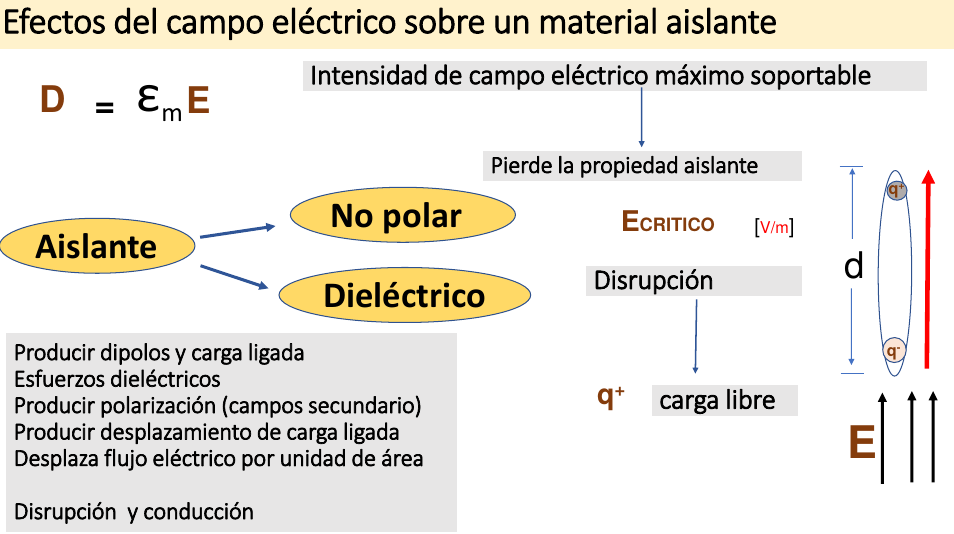 Efectos del campo eléctrico sobre un material aislante
D = εm E
Intensidad de campo eléctrico máximo soportable
Pierde la propiedad aislante
ECRITICO [V/m]
Disrupción
q+ carga libre
Aislante
No polar
Dieléctrico
Producir dipolos y carga ligada
Esfuerzos dieléctricos
Producir polarización (campos secundario)
Producir desplazamiento de carga ligada
Desplaza flujo eléctrico por unidad de área
Disrupción y conducción
q+
d
q-
E